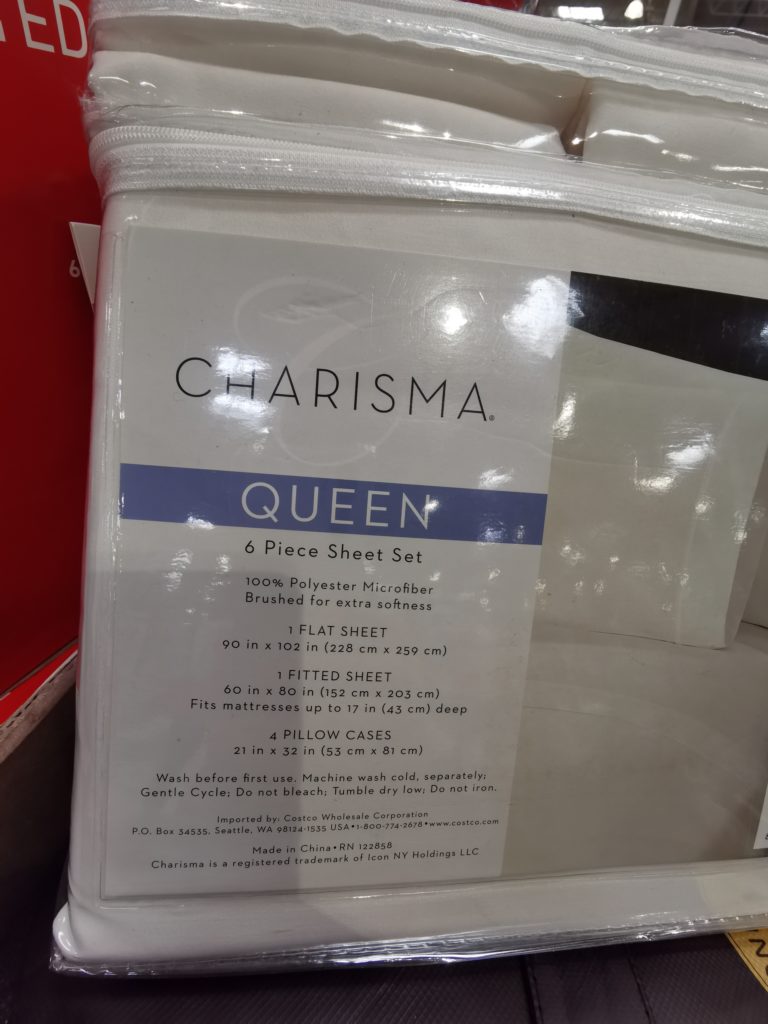 ED
6
CHARISMA®
QUEEN
6 Piece Sheet Set
100% Polyester Microfiber
Brushed for extra softness
1 FLAT SHEET
90 in x 102 in (228 cm x 259 cm)
1 FITTED SHEET
60 in x 80 in (152 cm x 203 cm)
Fits mattresses up to 17 in (43 cm) deep
4 PILLOW CASES
21 in x 32 in (53 cm x 81 cm)
Wash before first use. Machine wash cold, separately;
Gentle Cycle; Do not bleach; Tumble dry low; Do not iron.
Imported by: Costco Wholesale Corporation
P.O. Box 34535, Seattle, WA 98124-1535 USA•1-800-774-2678•www.costco.com
Made in China•RN 122858
Charisma is a registered trademark of Icon NY Holdings LLC